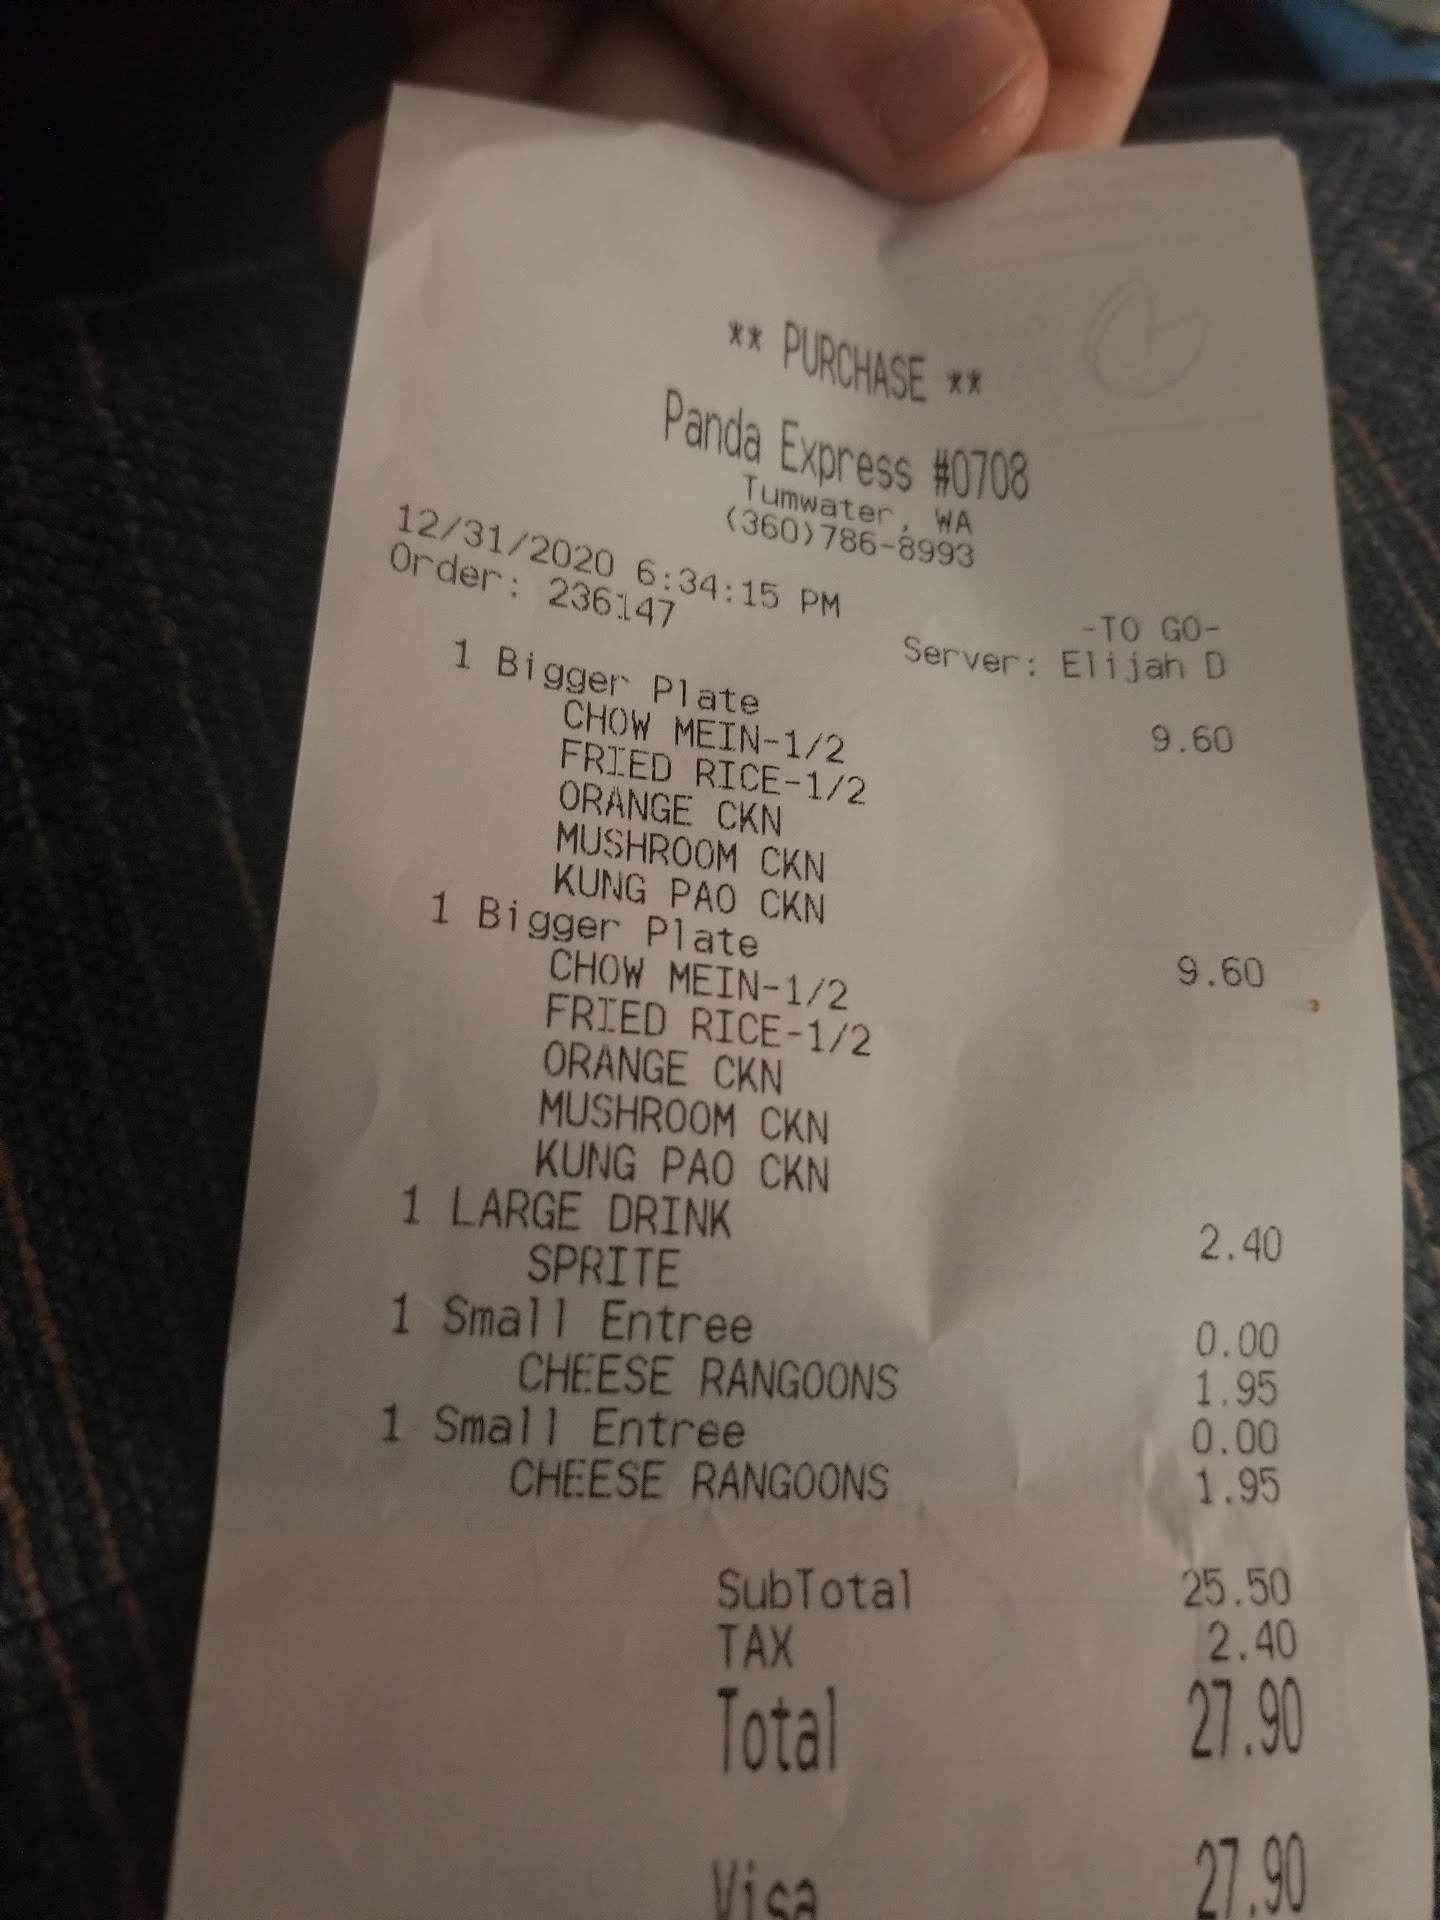 ** PURCHASE **
Panda Express #0708
Tumwater, WA
(360)786-8993
12/31/2020 6:34:15 PM
Order: 236147
-TO GO-
Server: Elijah D
1 Bigger Plate 9.60
CHOW MEIN-1/2
FRIED RICE-1/2
ORANGE CKN
MUSHROOM CKN
KUNG PAO CKN
1 Bigger Plate 9.60
CHOW MEIN-1/2
FRIED RICE-1/2
ORANGE CKN
MUSHROOM CKN
KUNG PAO CKN
1 LARGE DRINK 2.40
SPRITE
1 Small Entree 0.00
CHEESE RANGOONS 1.95
1 Small Entree 0.00
CHEESE RANGOONS 1.95
SubTotal 25.50
TAX 2.40
Total 27.90
Visa 27.90